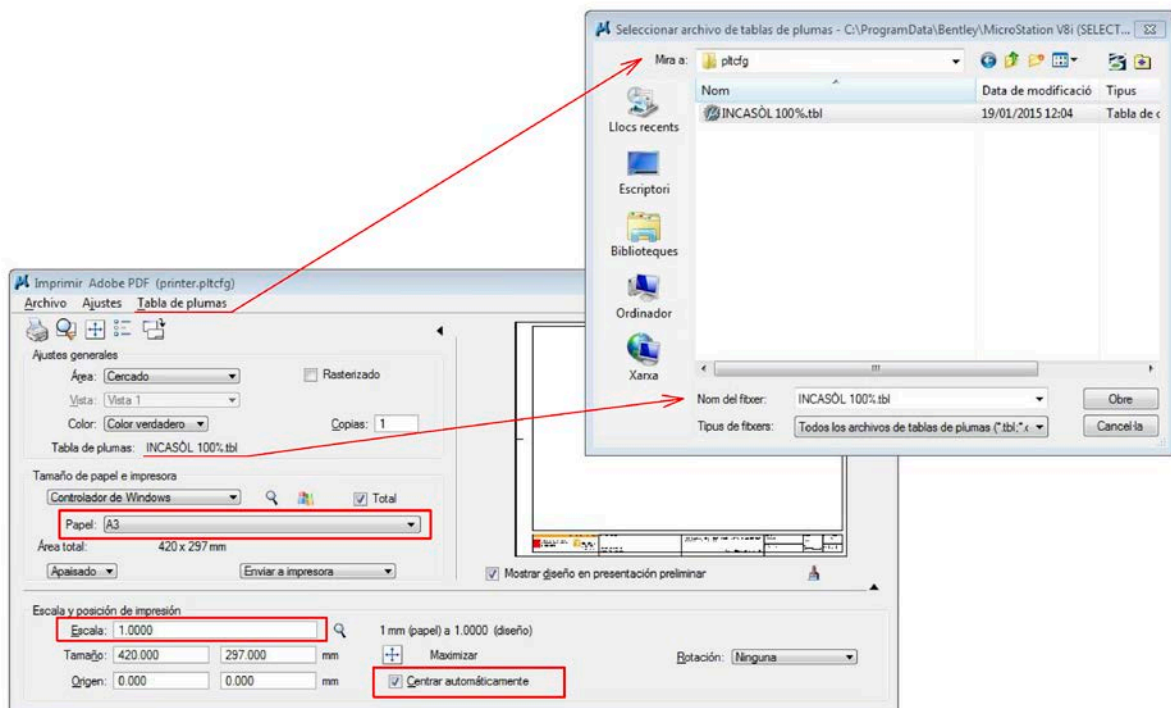 Seleccionar archivo de tablas de plumas - C:\ProgramData\Bentley\MicroStation V8i (SELECT...
Mira a: pltcfg
Nom Data de modificació Tipus
INCASÒL 100%.tbl 19/01/2015 12:04 Tabla de c
Llocs recents
Escriptori
Biblioteques
Ordinador
Xarxa
Nom del fitxer: INCASÒL 100%.tbl Obre
Tipus de fitxers: Todos los archivos de tablas de plumas (*.tbl;*.c Cancel·la
Imprimir Adobe PDF (printer.pltcfg)
Archivo Ajustes Tabla de plumas
Ajustes generales
Área: Cercado Rasterizado
Vista: Vista 1
Color: Color verdadero Copias: 1
Tabla de plumas: INCASÒL 100%.tbl
Tamaño de papel e impresora
Controlador de Windows Total
Papel: A3
Área total: 420 x 297 mm
Apaisado Enviar a impresora
Mostrar diseño en presentación preliminar
Escala y posición de impresión
Escala: 1.0000 1 mm (papel) a 1.0000 (diseño)
Tamaño: 420.000 297.000 mm Maximizar Rotación: Ninguna
Origen: 0.000 0.000 mm Centrar automáticamente